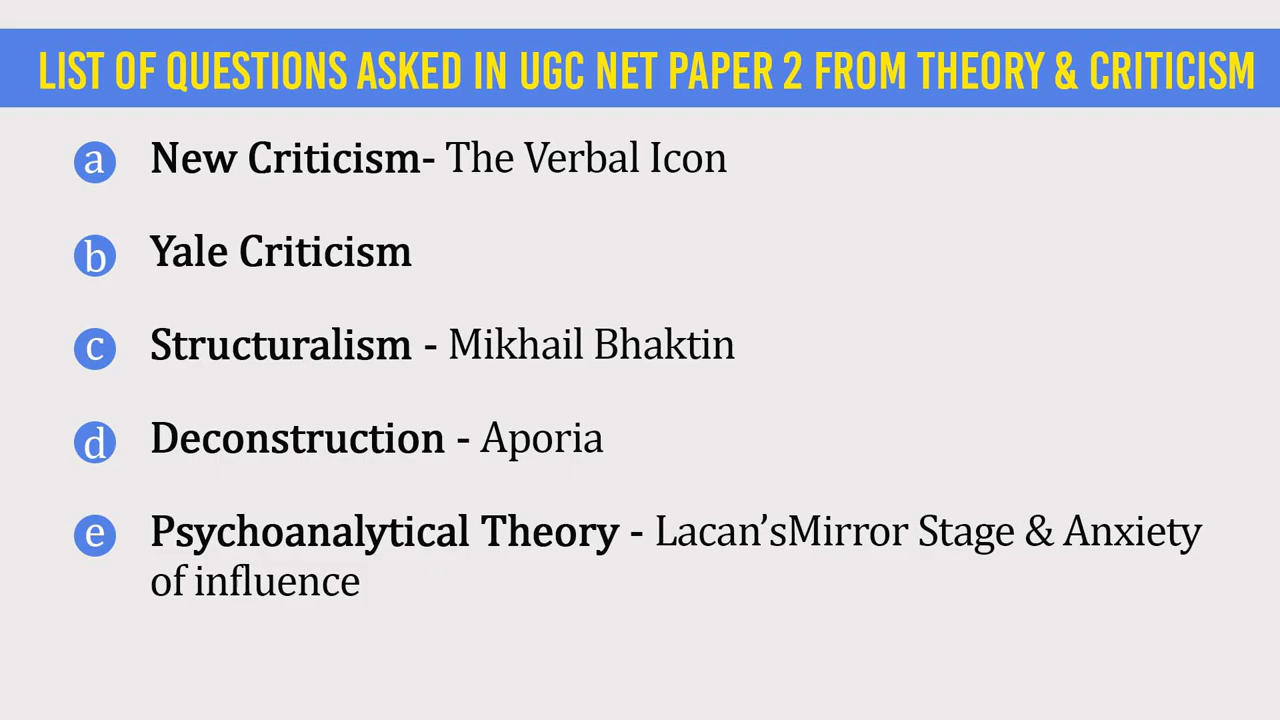 LIST OF QUESTIONS ASKED IN UGC NET PAPER 2 FROM THEORY & CRITICISM
a New Criticism- The Verbal Icon
b Yale Criticism
c Structuralism - Mikhail Bhaktin
d Deconstruction - Aporia
e Psychoanalytical Theory - Lacan’sMirror Stage & Anxiety
of influence